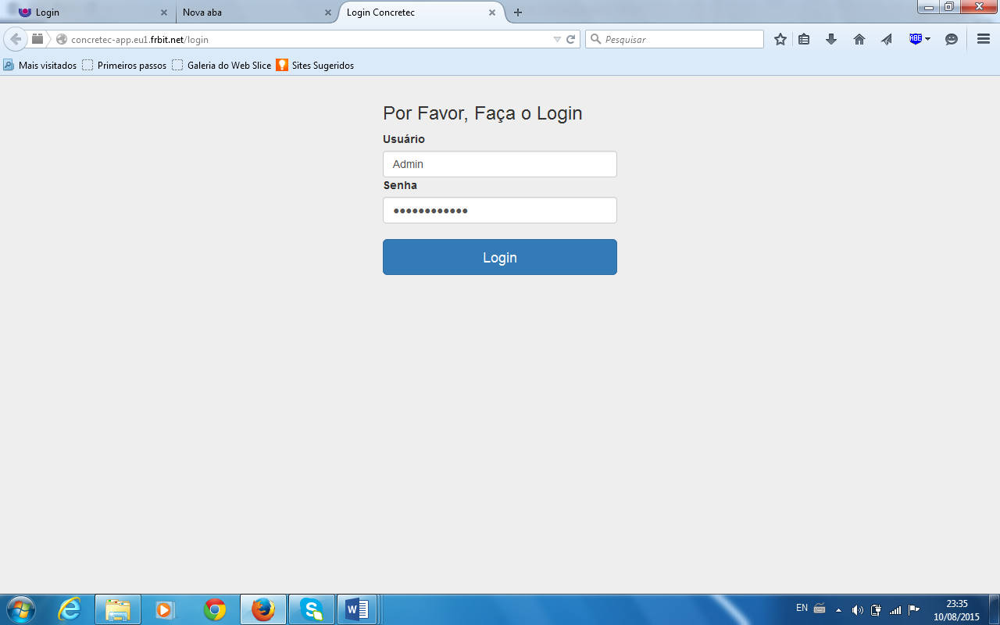 Login
Nova aba
Login Concretec
concretec-app.eu1.frbit.net/login
Pesquisar
ABE
Mais visitados
Primeiros passos
Galeria do Web Slice
Sites Sugeridos
Por Favor, Faça o Login
Usuário
Admin
Senha
••••••••••••
Login
EN
23:35
10/08/2015